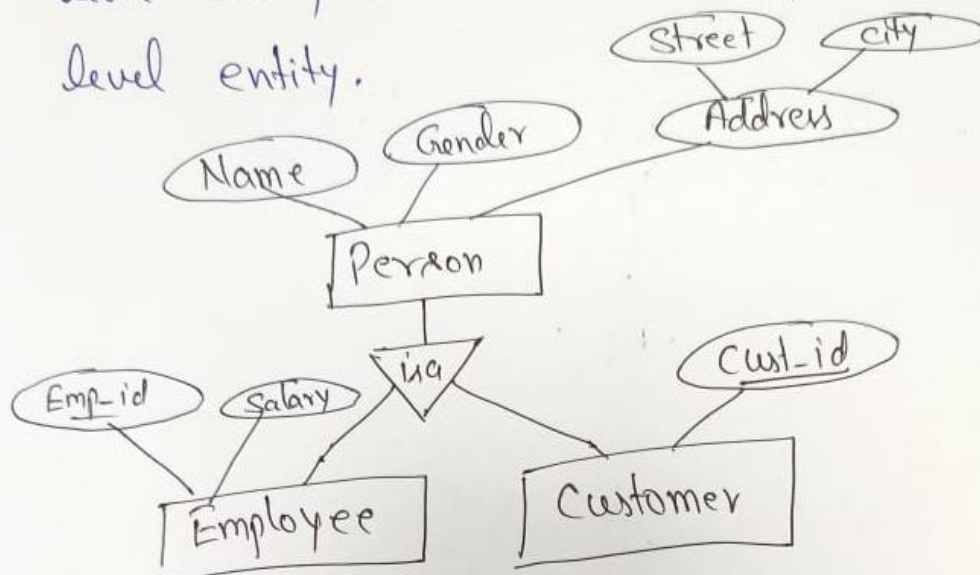 level entity.
Street
City
Address
Gender
Name
Person
isa
Cust_id
Emp_id
Salary
Employee
Customer